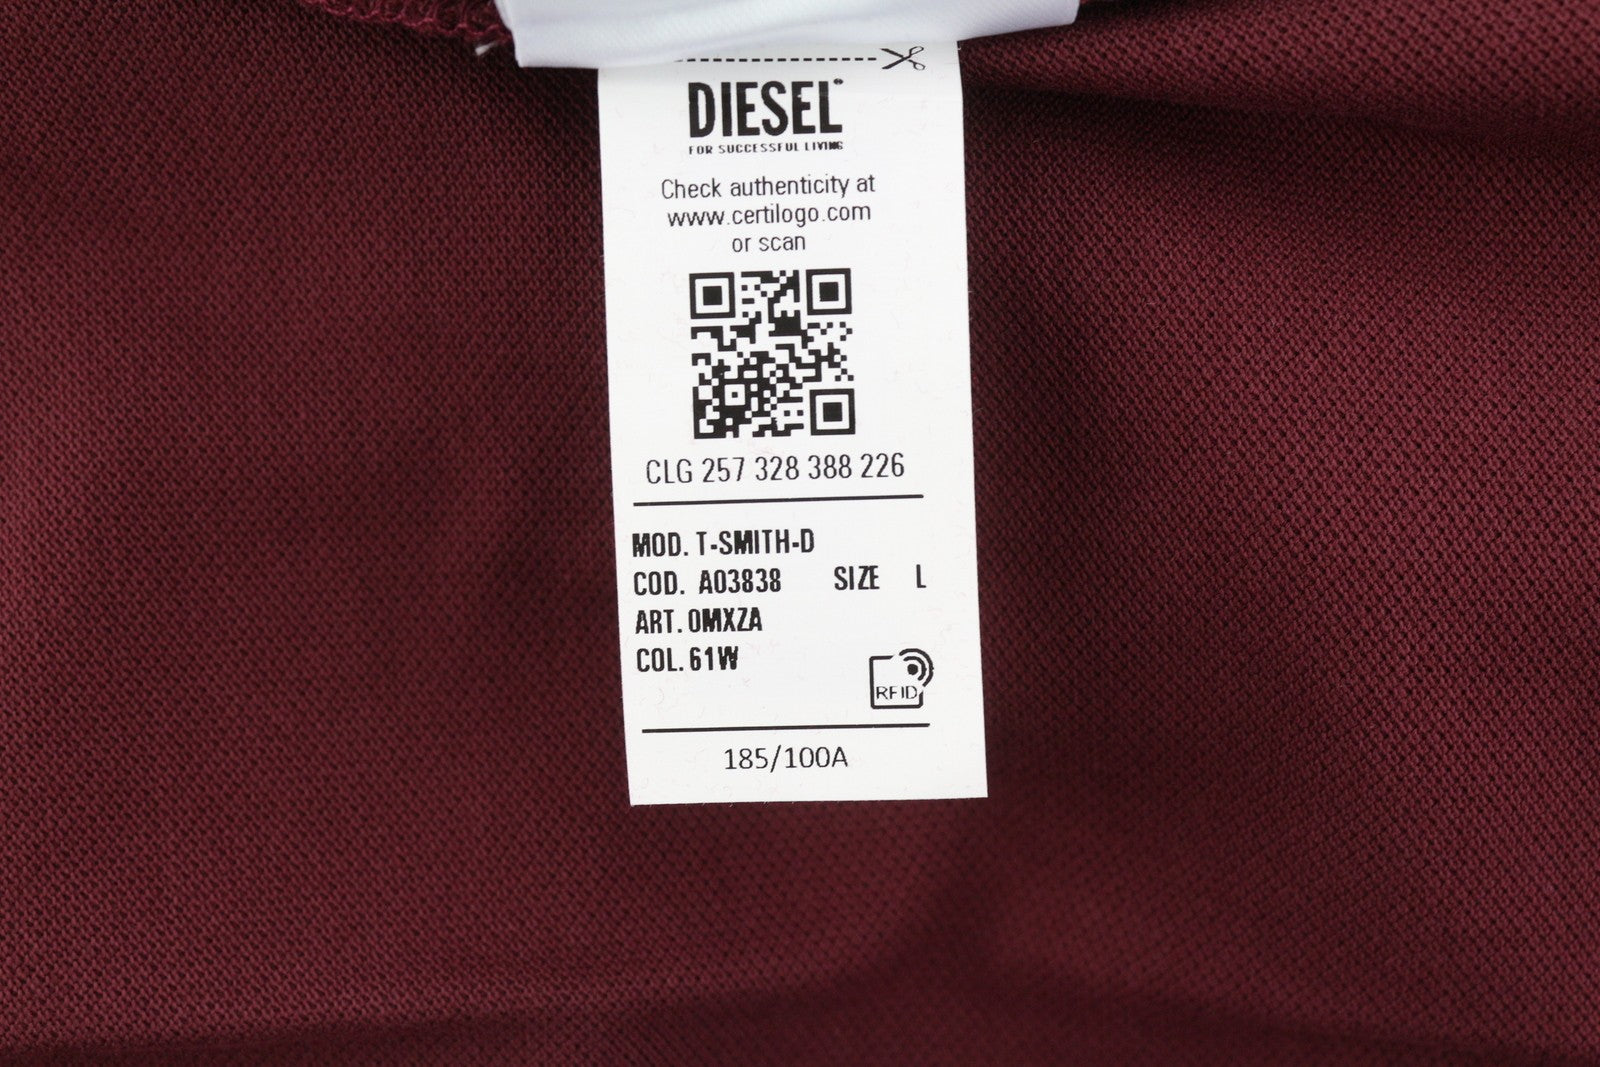 DIESEL
FOR SUCCESSFUL LIVING
Check authenticity at
www.certilogo.com
or scan
CLG 257 328 388 226
MOD. T-SMITH-D
COD. A03838 SIZE L
ART. 0MXZA
COL. 61W
RFID
185/100A